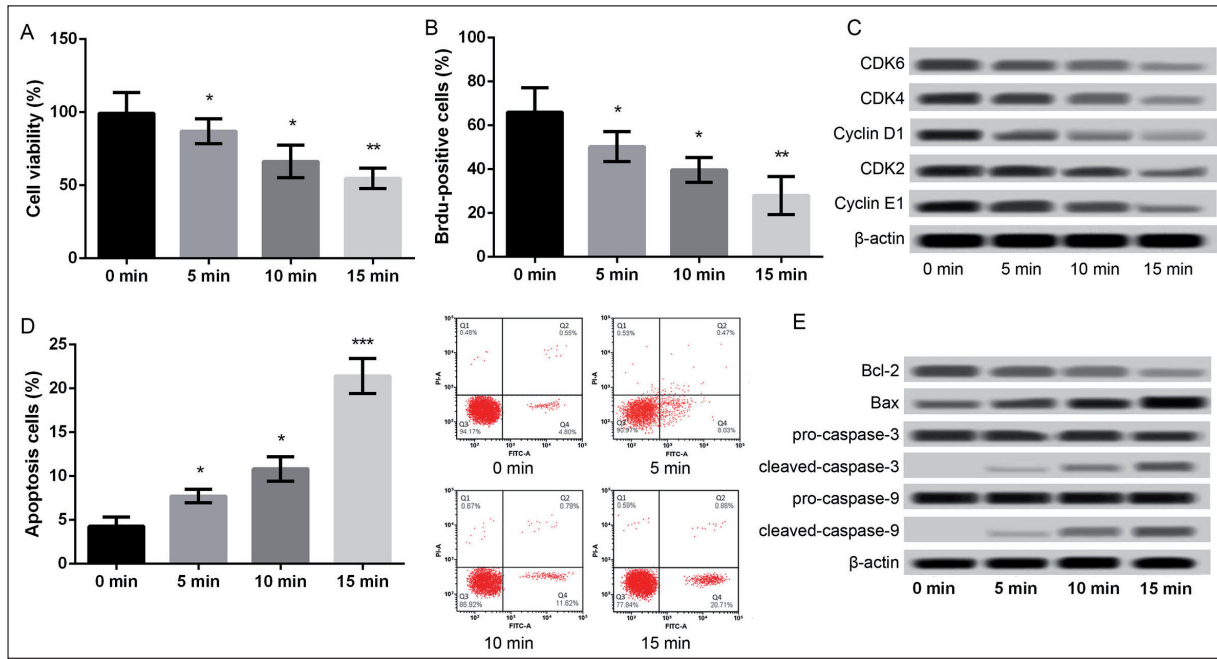 A
Cell viability (%)
150
100
50
0
*
*
**
0 min 5 min 10 min 15 min
B
Brdu-positive cells (%)
100
80
60
40
20
0
*
*
**
0 min 5 min 10 min 15 min
C
CDK6
CDK4
Cyclin D1
CDK2
Cyclin E1
β-actin
0 min 5 min 10 min 15 min
D
Apoptosis cells (%)
25
20
15
10
5
0
*
*
***
0 min 5 min 10 min 15 min
Q1 0.48%
Q2 0.55%
Q3 94.17%
Q4 4.80%
PI-A
FITC-A
0 min
Q1 0.53%
Q2 0.47%
Q3 90.97%
Q4 8.03%
PI-A
FITC-A
5 min
Q1 0.67%
Q2 0.79%
Q3 86.92%
Q4 11.62%
PI-A
FITC-A
10 min
Q1 0.59%
Q2 0.86%
Q3 77.84%
Q4 20.71%
PI-A
FITC-A
15 min
E
Bcl-2
Bax
pro-caspase-3
cleaved-caspase-3
pro-caspase-9
cleaved-caspase-9
β-actin
0 min 5 min 10 min 15 min